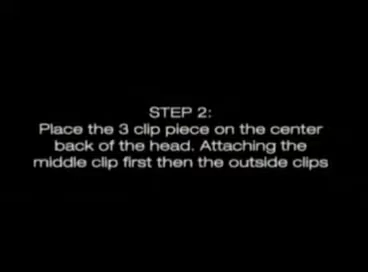 STEP 2:
Place the 3 clip piece on the center
back of the head. Attaching the
middle clip first then the outside clips